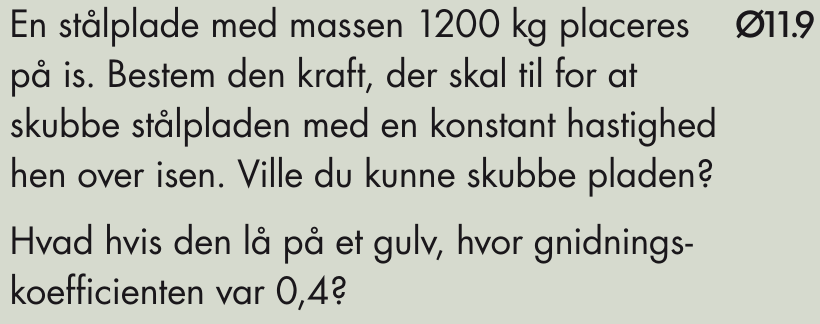 En stålplade med massen 1200 kg placeres Ø11.9
på is. Bestem den kraft, der skal til for at
skubbe stålpladen med en konstant hastighed
hen over isen. Ville du kunne skubbe pladen?
Hvad hvis den lå på et gulv, hvor gnidnings-
koefficienten var 0,4?